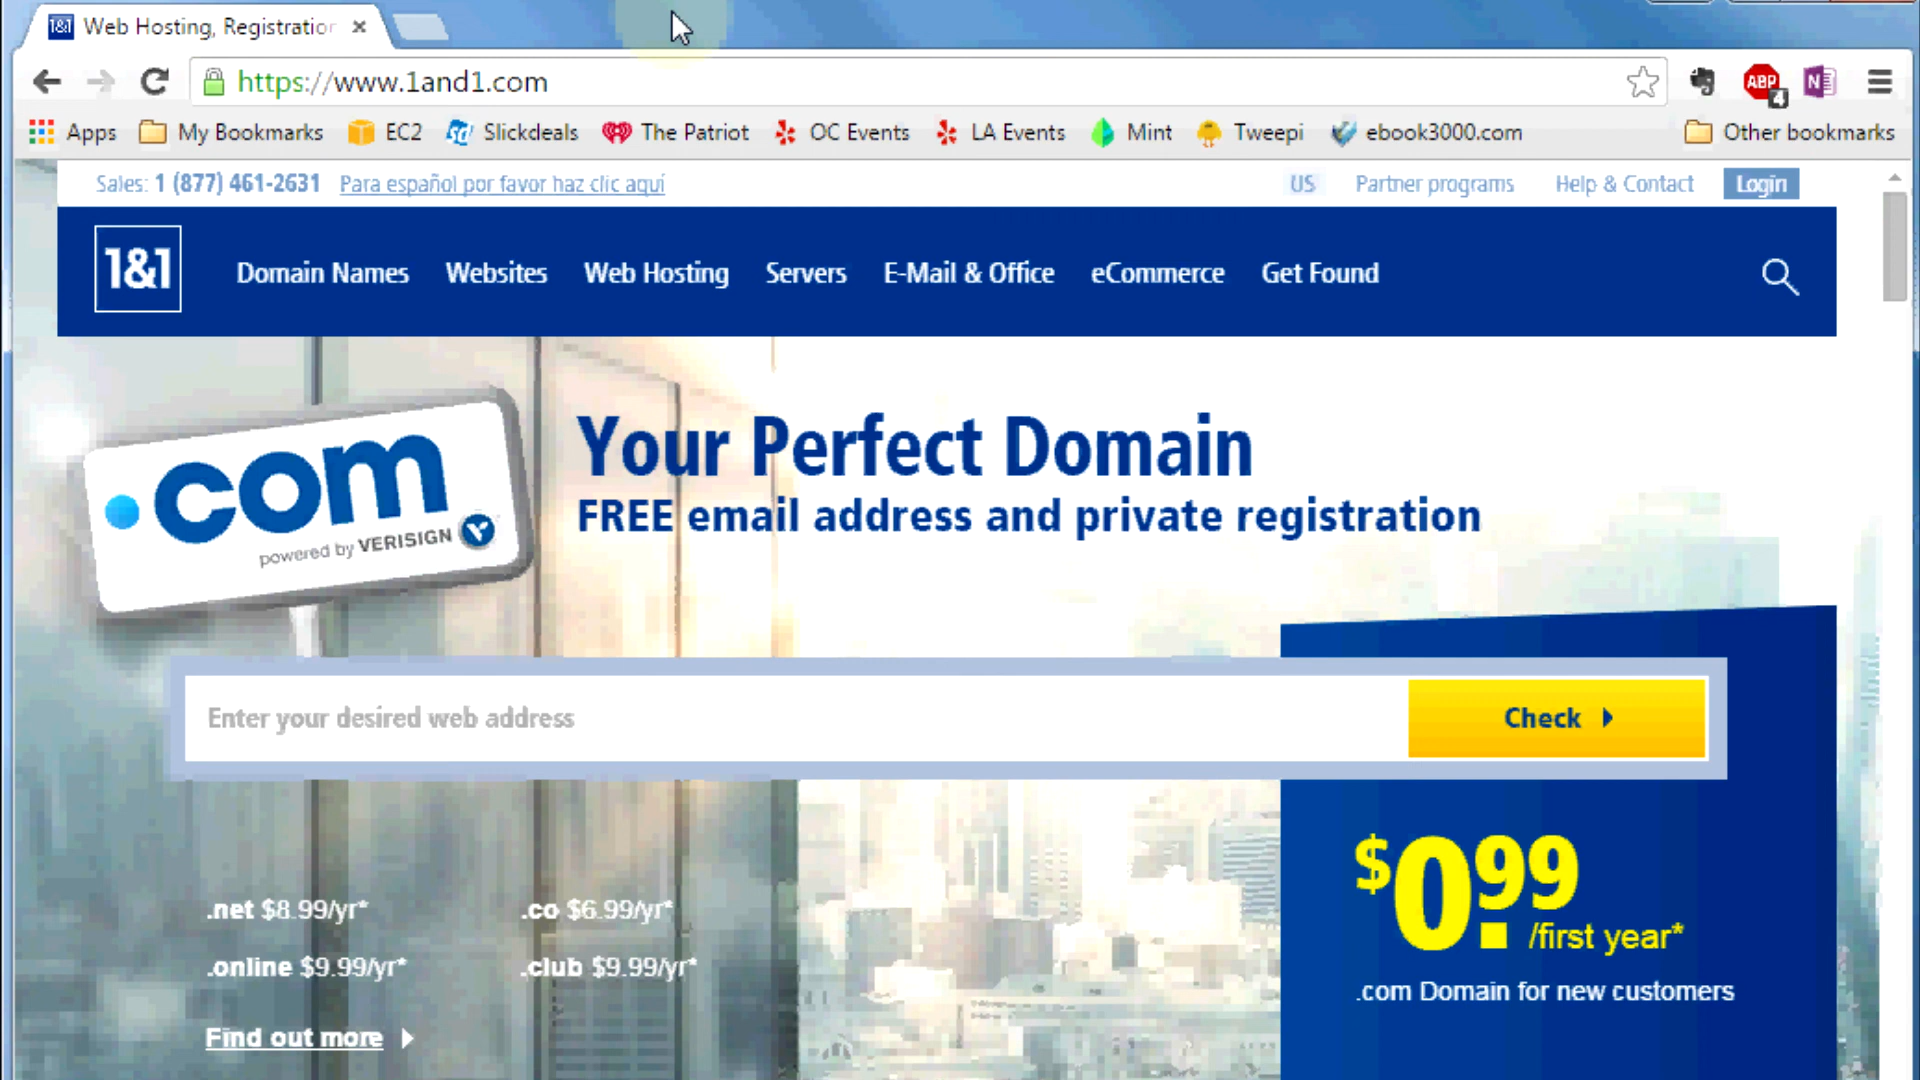 1&1 Web Hosting, Registration
https://www.1and1.com
ABP 4 N
Apps My Bookmarks EC2 Slickdeals The Patriot OC Events LA Events Mint Tweepi ebook3000.com Other bookmarks
Sales: 1 (877) 461-2631 Para español por favor haz clic aquí US Partner programs Help & Contact Login
1&1 Domain Names Websites Web Hosting Servers E-Mail & Office eCommerce Get Found
.com
powered by VERISIGN
Your Perfect Domain
FREE email address and private registration
Enter your desired web address Check
$0.99
/first year*
.com Domain for new customers
.net $8.99/yr* .co $6.99/yr*
.online $9.99/yr* .club $9.99/yr*
Find out more